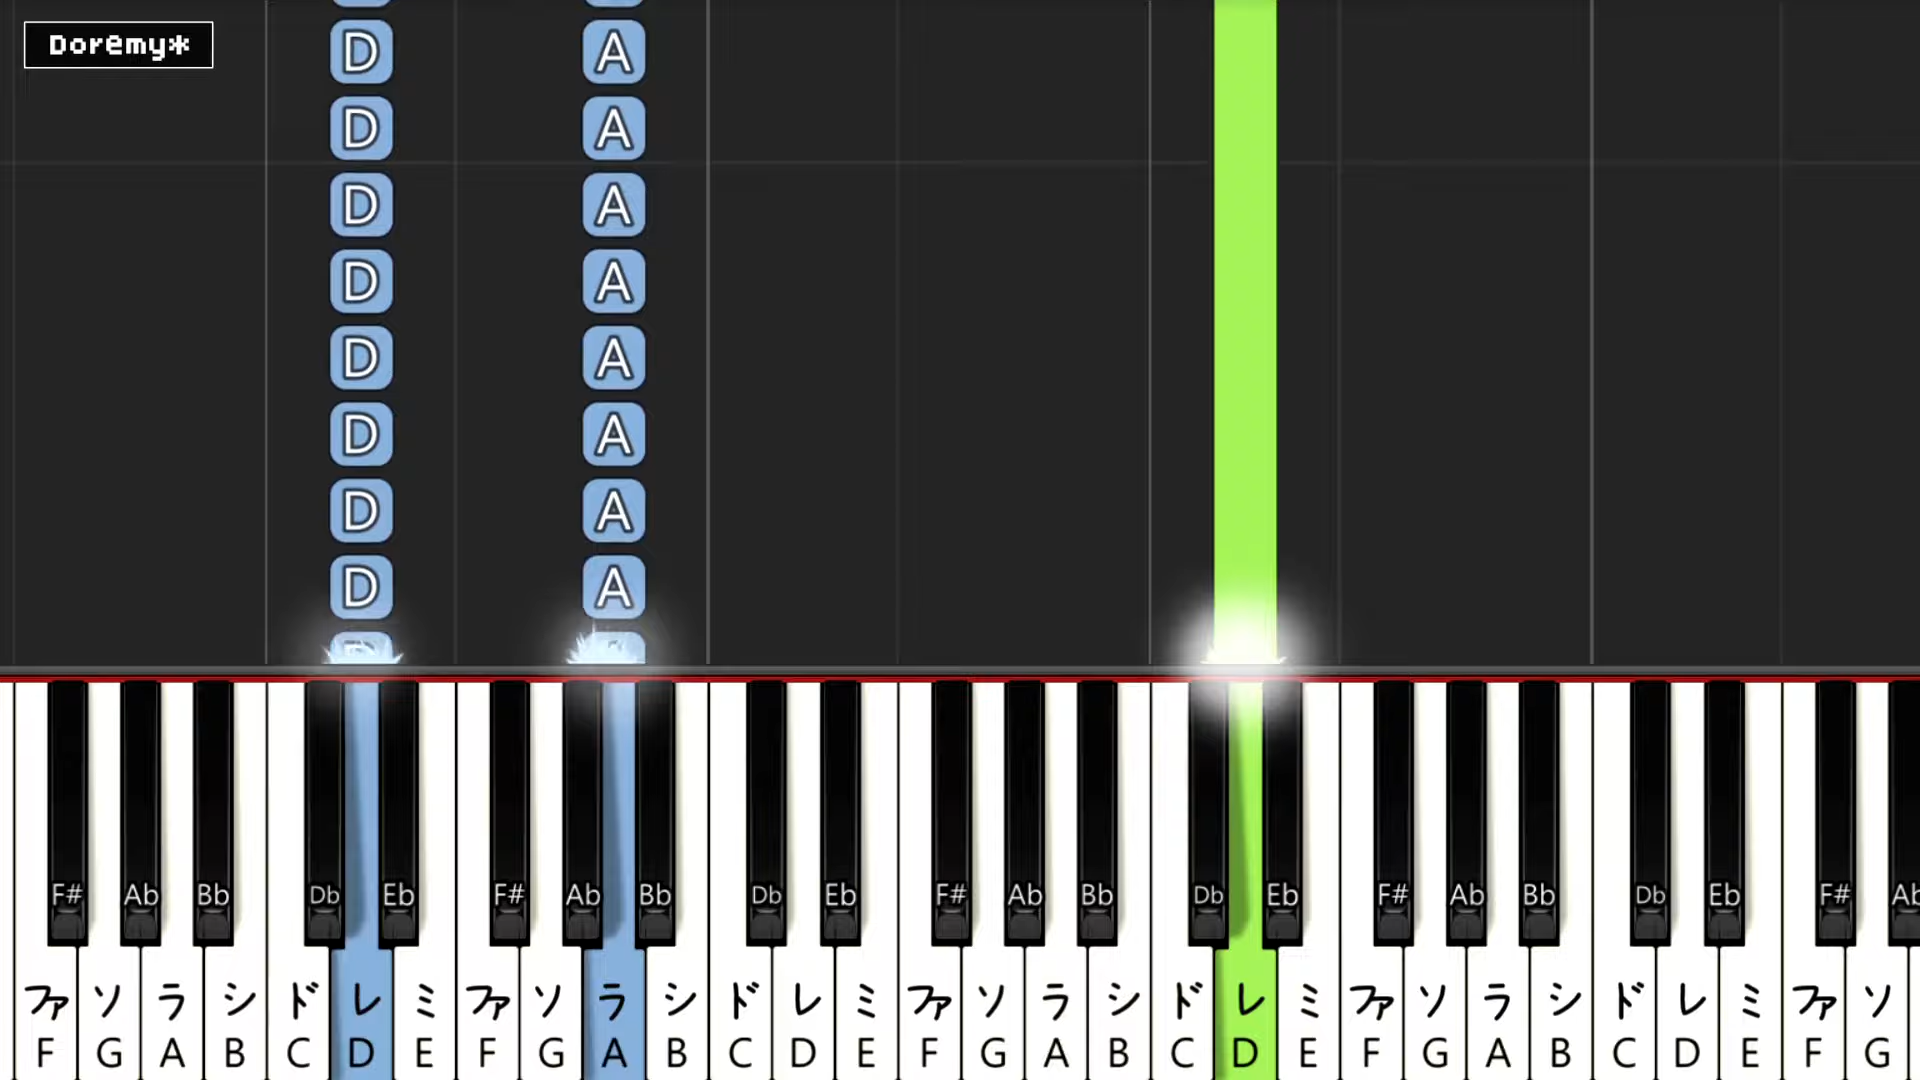 Dorēmy*
D A
D A
D A
D A
D A
D A
D A
D A
F# Ab Bb Db Eb F# Ab Bb Db Eb F# Ab Bb Db Eb F# Ab Bb Db Eb F# Ab
ファ ソ ラ シ ド レ ミ ファ ソ ラ シ ド レ ミ ファ ソ ラ シ ド レ ミ ファ ソ ラ シ ド レ ミ ファ ソ
F G A B C D E F G A B C D E F G A B C D E F G A B C D E F G